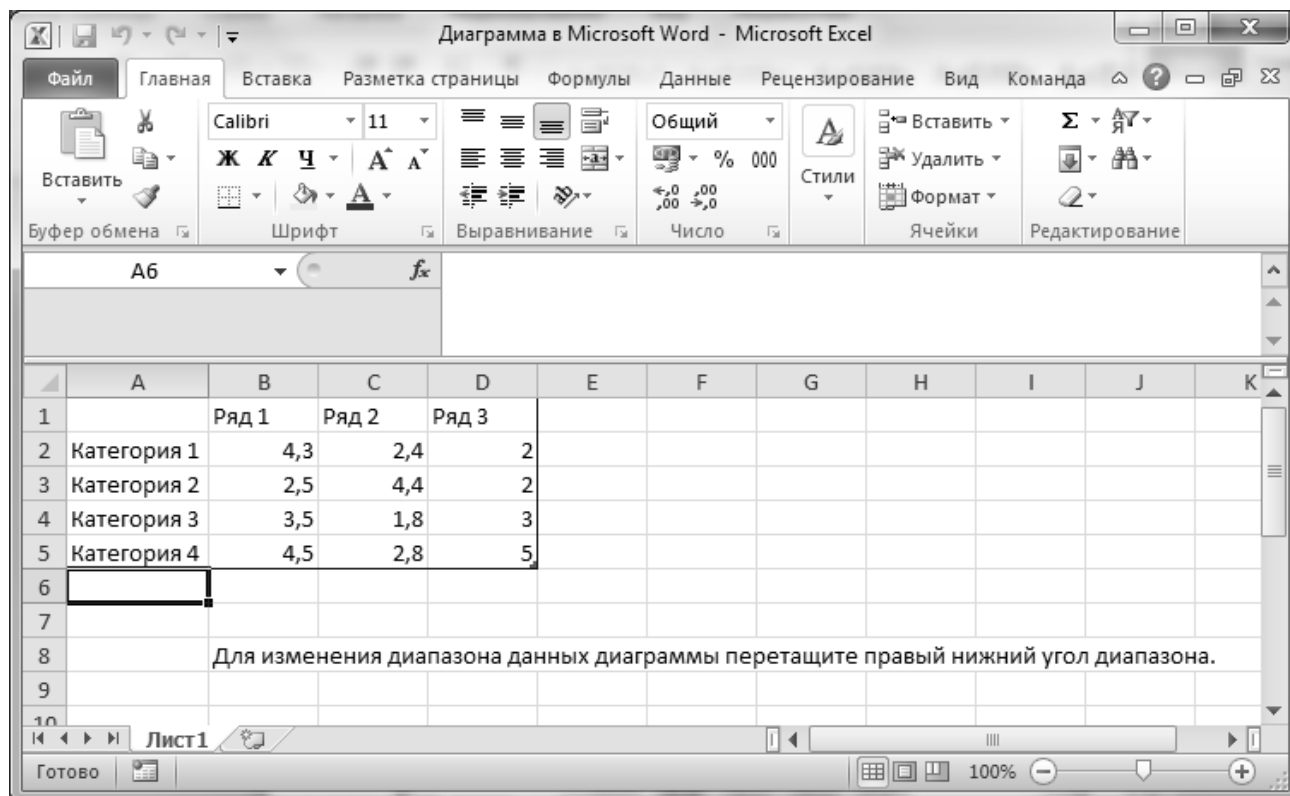 Диаграмма в Microsoft Word - Microsoft Excel
Файл Главная Вставка Разметка страницы Формулы Данные Рецензирование Вид Команда
Calibri 11 Общий Вставить Σ
Ж К Ч А А % 000 Удалить
Вставить А ,00 ,0 Стили Формат
Буфер обмена Шрифт Выравнивание Число Ячейки Редактирование
A6 fx
A B C D E F G H I J K
1 Ряд 1 Ряд 2 Ряд 3
2 Категория 1 4,3 2,4 2
3 Категория 2 2,5 4,4 2
4 Категория 3 3,5 1,8 3
5 Категория 4 4,5 2,8 5
6
7
8 Для изменения диапазона данных диаграммы перетащите правый нижний угол диапазона.
9
10
Лист1
Готово 100%